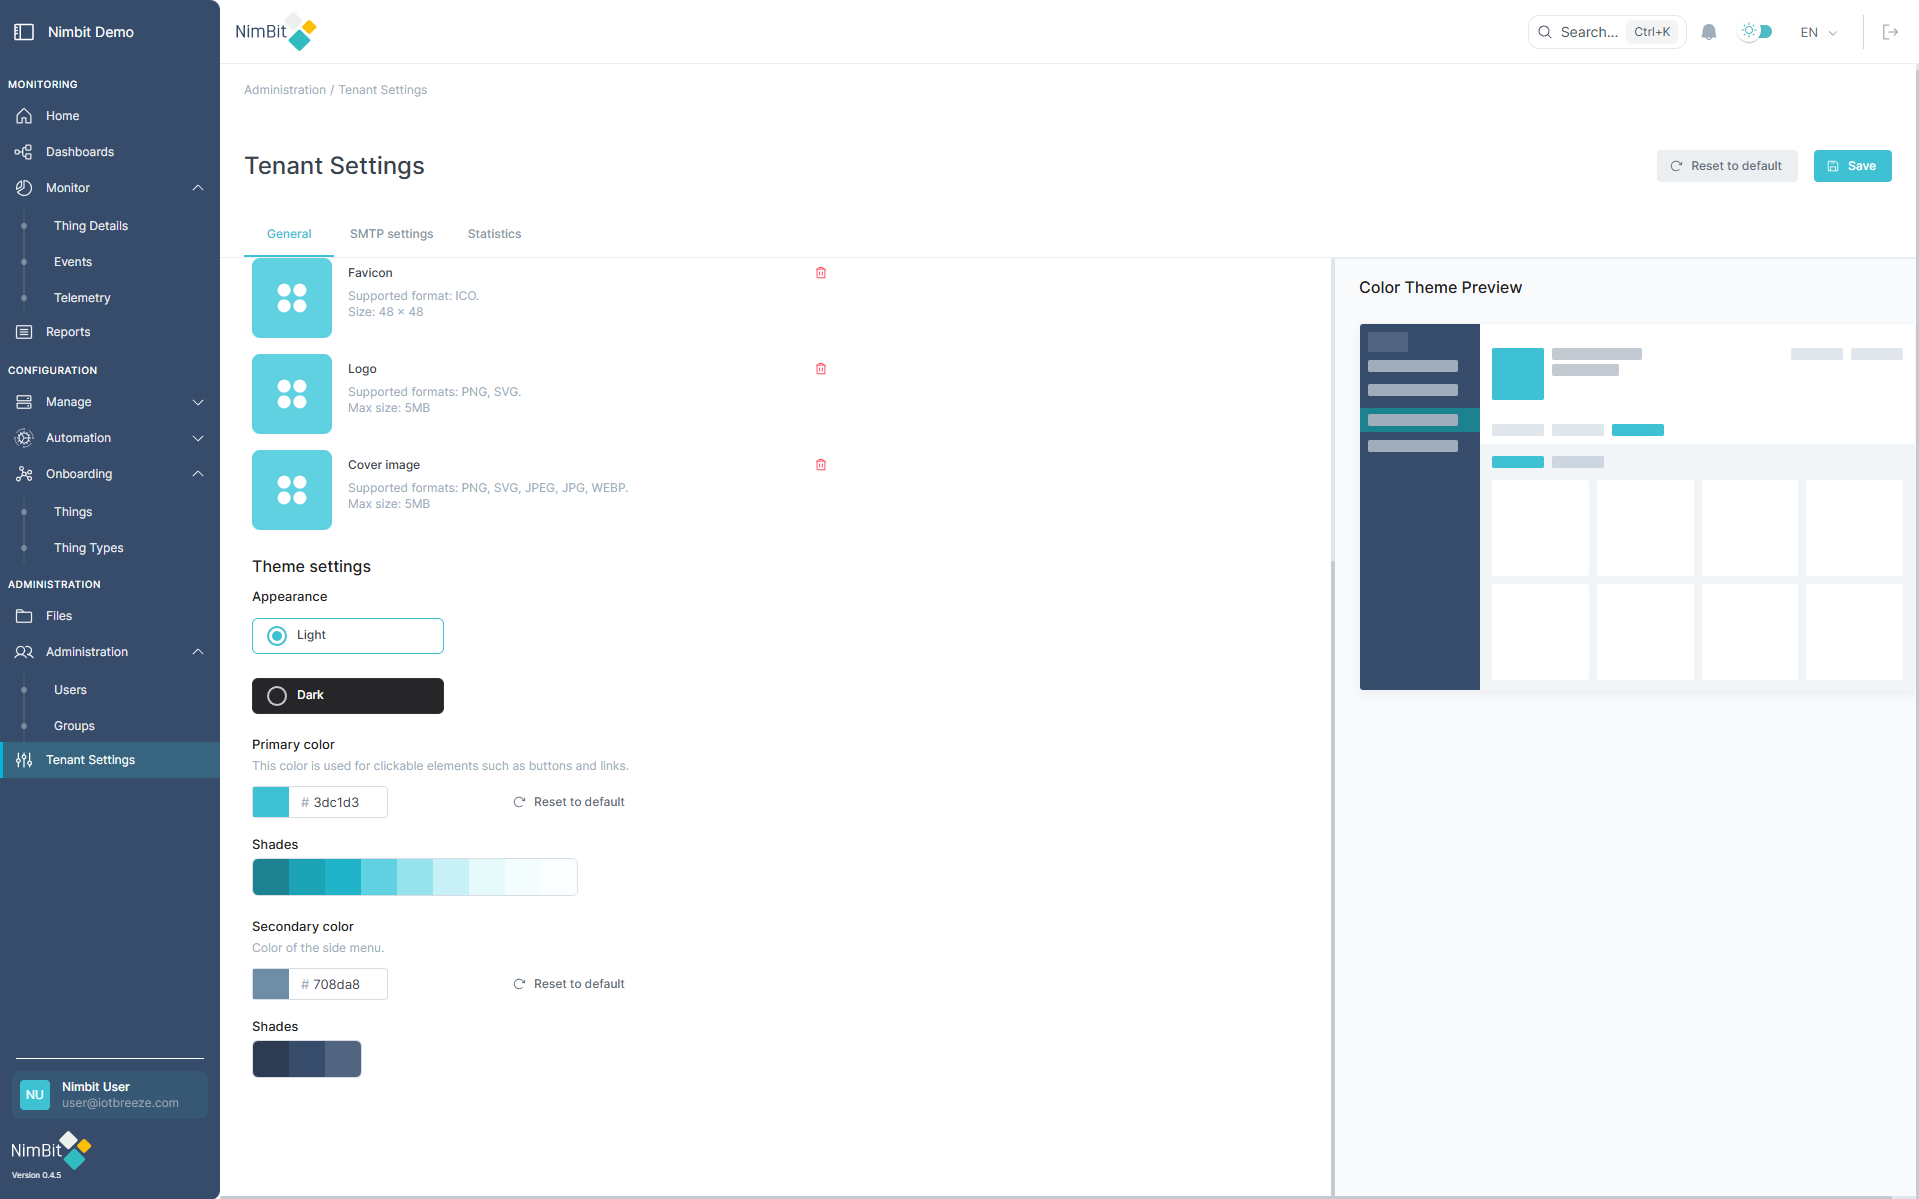 Nimbit Demo
MONITORING
Home
Dashboards
Monitor
Thing Details
Events
Telemetry
Reports
CONFIGURATION
Manage
Automation
Onboarding
Things
Thing Types
ADMINISTRATION
Files
Administration
Users
Groups
Tenant Settings
NU
Nimbit User
user@iotbreeze.com
NimBit
Version 0.4.5
NimBit
Search...
Ctrl+K
EN
Administration / Tenant Settings
Tenant Settings
Reset to default
Save
General
SMTP settings
Statistics
Favicon
Supported format: ICO.
Size: 48 × 48
Logo
Supported formats: PNG, SVG.
Max size: 5MB
Cover image
Supported formats: PNG, SVG, JPEG, JPG, WEBP.
Max size: 5MB
Theme settings
Appearance
Light
Dark
Primary color
This color is used for clickable elements such as buttons and links.
# 3dc1d3
Reset to default
Shades
Secondary color
Color of the side menu.
# 708da8
Reset to default
Shades
Color Theme Preview